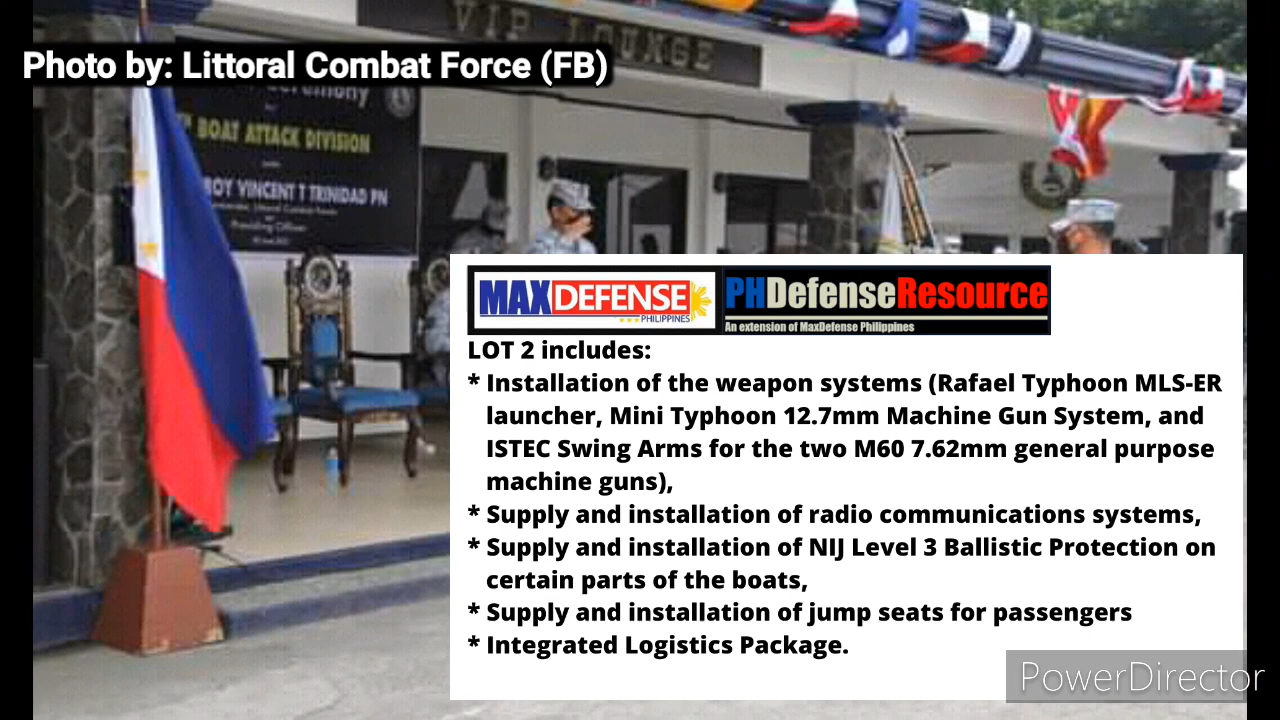 VIP LOUNGE
Photo by: Littoral Combat Force (FB)
BOAT ATTACK DIVISION
VINCENT T TRINIDAD PN
MAXDEFENSE
PHILIPPINES
PHDefenseResource
An extension of MaxDefense Philippines
LOT 2 includes:
* Installation of the weapon systems (Rafael Typhoon MLS-ER
launcher, Mini Typhoon 12.7mm Machine Gun System, and
ISTEC Swing Arms for the two M60 7.62mm general purpose
machine guns),
* Supply and installation of radio communications systems,
* Supply and installation of NIJ Level 3 Ballistic Protection on
certain parts of the boats,
* Supply and installation of jump seats for passengers
* Integrated Logistics Package.
PowerDirector